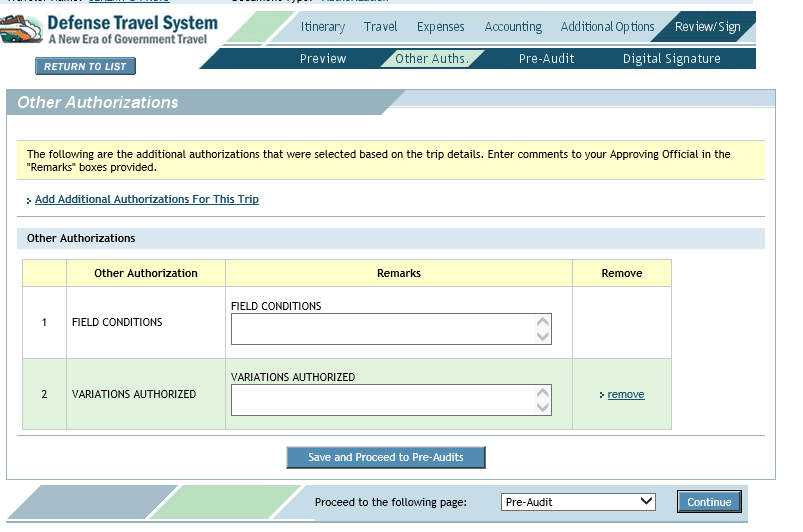 Defense Travel System
A New Era of Government Travel
Itinerary Travel Expenses Accounting Additional Options Review/Sign
RETURN TO LIST
Preview Other Auths. Pre-Audit Digital Signature
Other Authorizations
The following are the additional authorizations that were selected based on the trip details. Enter comments to your Approving Official in the
"Remarks" boxes provided.
Add Additional Authorizations For This Trip
Other Authorizations
Other Authorization Remarks Remove
FIELD CONDITIONS
1 FIELD CONDITIONS
VARIATIONS AUTHORIZED
2 VARIATIONS AUTHORIZED remove
Save and Proceed to Pre-Audits
Proceed to the following page: Pre-Audit Continue